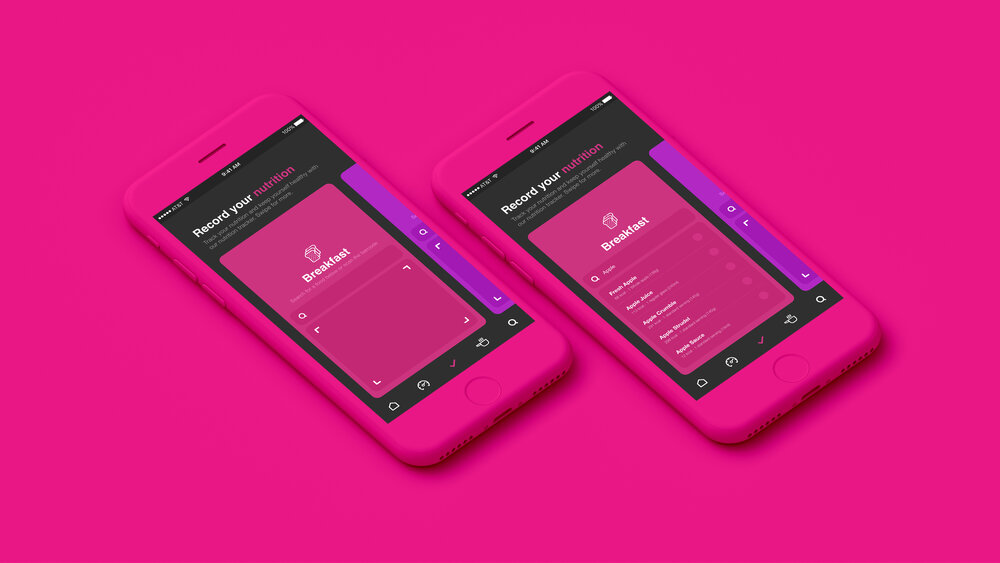 AT&T 9:41 AM 100%
Record your nutrition
Track your nutrition and keep yourself healthy with
our nutrition tracker. Swipe for more.
Breakfast
Search for a food below or scan the barcode
AT&T 9:41 AM 100%
Record your nutrition
Track your nutrition and keep yourself healthy with
our nutrition tracker. Swipe for more.
Breakfast
Apple
Fresh Apple
Apple Juice
Apple Crumble
Apple Strudel
Apple Sauce